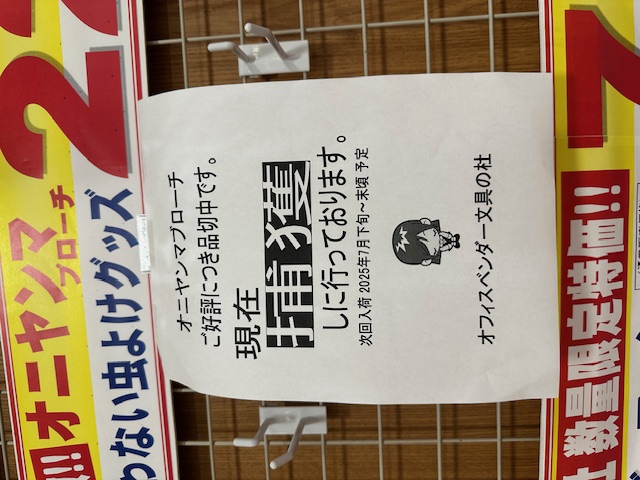 !!オニヤンマ
ブローチ
わない虫よけグッズ
オニヤンマブローチ
ご好評につき品切中です。
現在
捕獲
しに行っております。
次回入荷 2025年7月下旬~末頃 予定
オフィスベンダー文具の杜
数量限定特価!!